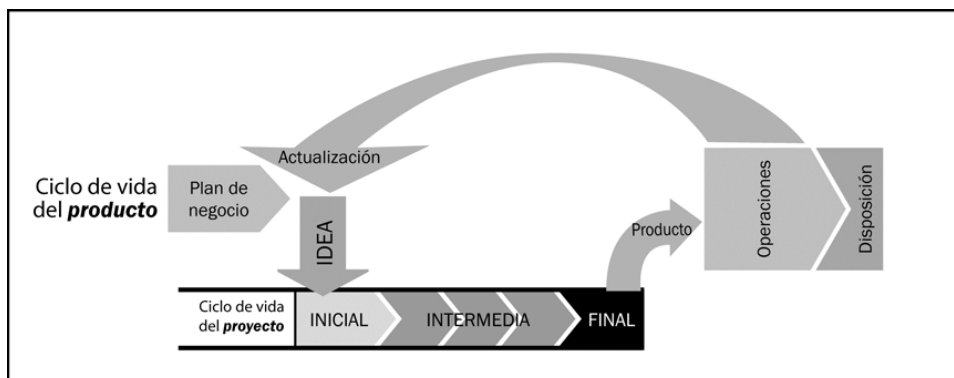 Actualización
Ciclo de vida
del producto
Plan de
negocio
IDEA
Producto
Operaciones
Disposición
Ciclo de vida
del proyecto
INICIAL
INTERMEDIA
FINAL